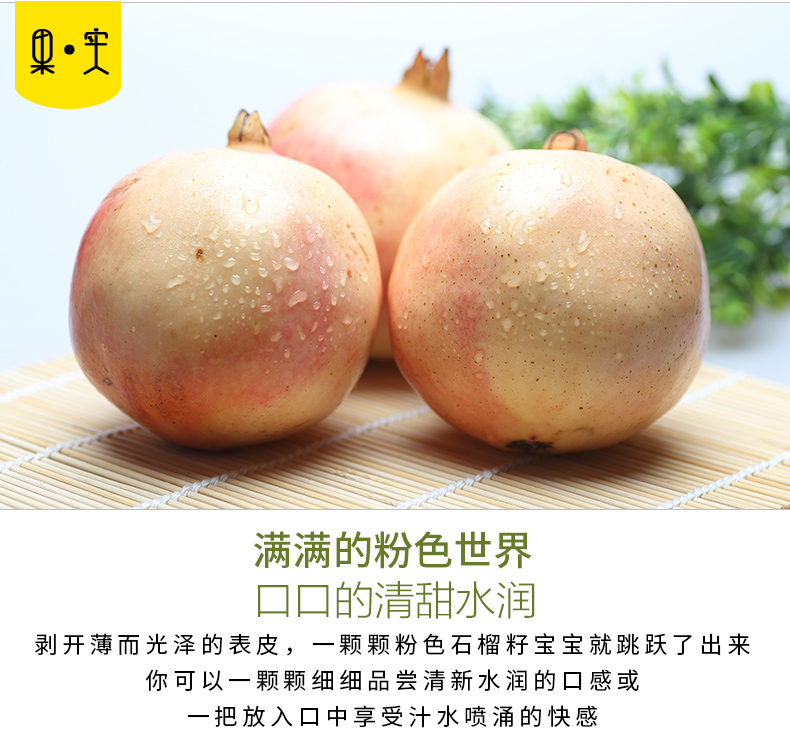 果·实
满满的粉色世界
口口的清甜水润
剥开薄而光泽的表皮，一颗颗粉色石榴籽宝宝就跳跃了出来
你可以一颗颗细细品尝清新水润的口感或
一把放入口中享受汁水喷涌的快感